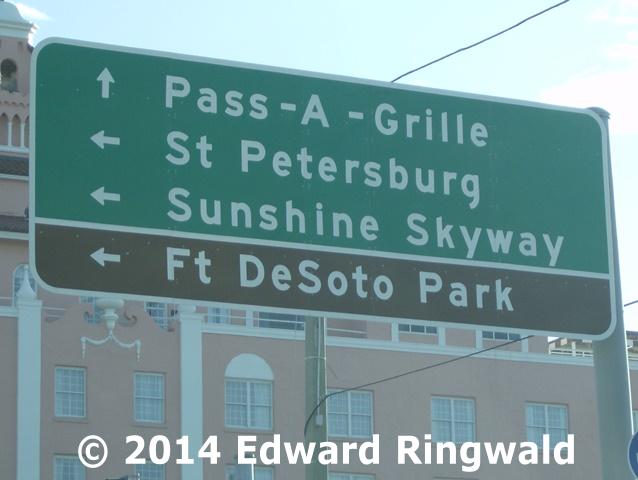 Pass-A-Grille
St Petersburg
Sunshine Skyway
Ft DeSoto Park
© 2014 Edward Ringwald